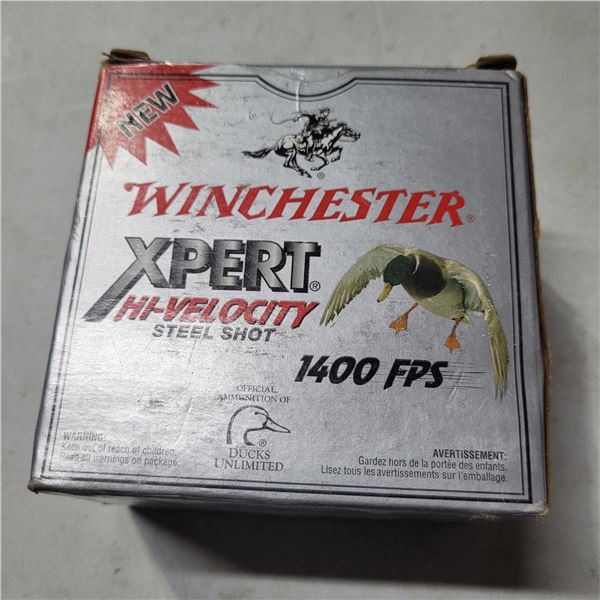 NEW
WINCHESTER®
XPERT®
HI-VELOCITY
STEEL SHOT
1400 FPS
OFFICIAL
AMMUNITION OF
®
DUCKS
UNLIMITED
WARNING:
Keep out of reach of children.
Read all warnings on package.
AVERTISSEMENT:
Gardez hors de la portée des enfants.
Lisez tous les avertissements sur l'emballage.